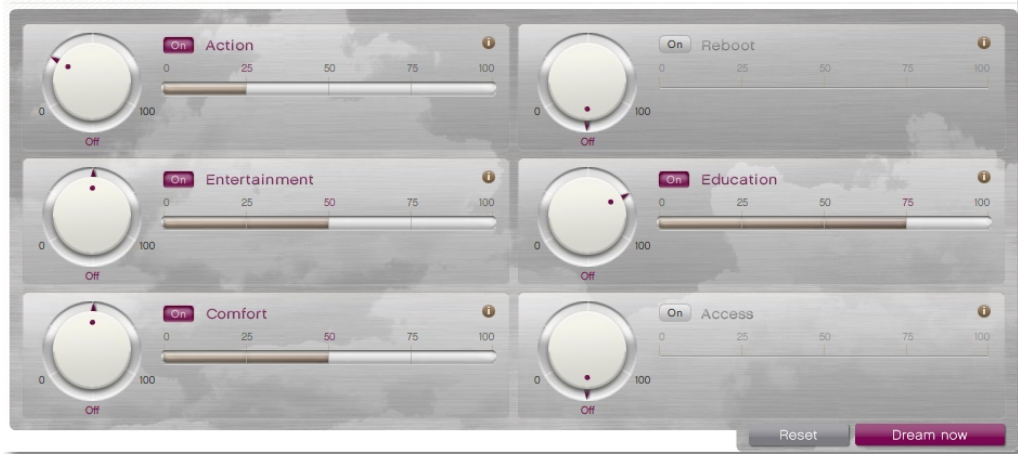 On Action
0 25 50 75 100
0 100
Off
On Reboot
0 25 50 75 100
0 100
Off
On Entertainment
0 25 50 75 100
0 100
Off
On Education
0 25 50 75 100
0 100
Off
On Comfort
0 25 50 75 100
0 100
Off
On Access
0 25 50 75 100
0 100
Off
Reset Dream now